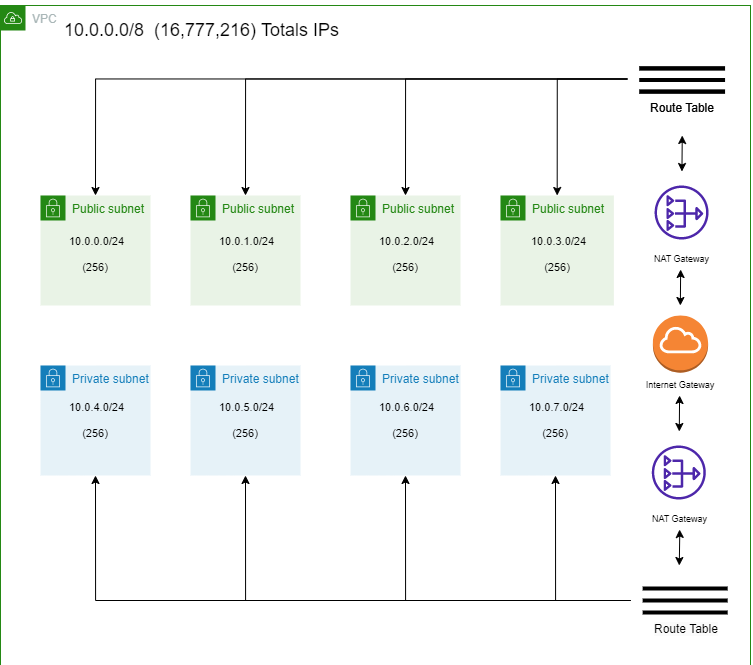 VPC
10.0.0.0/8 (16,777,216) Totals IPs
Route Table
Public subnet
10.0.0.0/24
(256)
Public subnet
10.0.1.0/24
(256)
Public subnet
10.0.2.0/24
(256)
Public subnet
10.0.3.0/24
(256)
NAT Gateway
Internet Gateway
Private subnet
10.0.4.0/24
(256)
Private subnet
10.0.5.0/24
(256)
Private subnet
10.0.6.0/24
(256)
Private subnet
10.0.7.0/24
(256)
NAT Gateway
Route Table